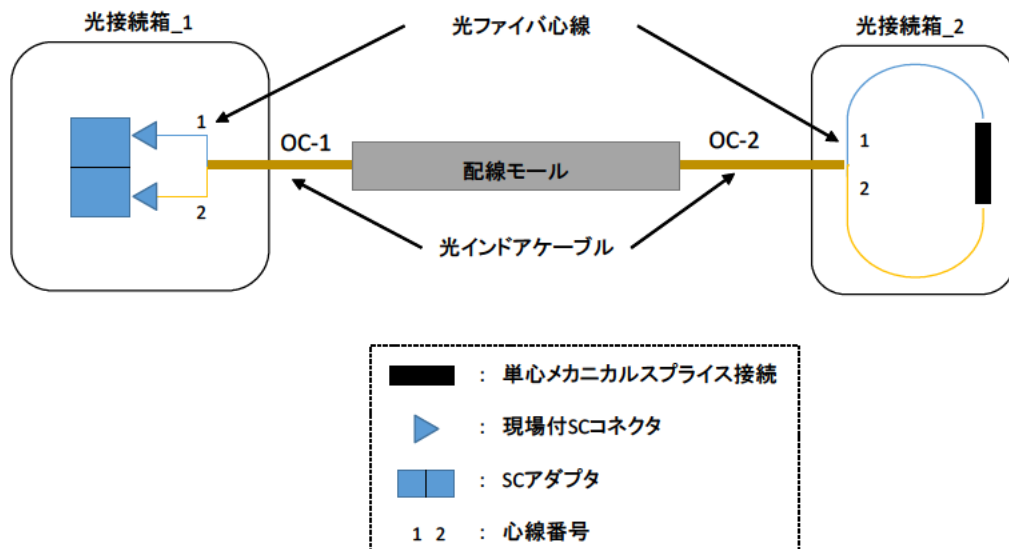 光接続箱_1
光ファイバ心線
光接続箱_2
1
OC-1
配線モール
OC-2
1
2
2
光インドアケーブル
: 単心メカニカルスプライス接続
: 現場付SCコネクタ
: SCアダプタ
1 2 : 心線番号